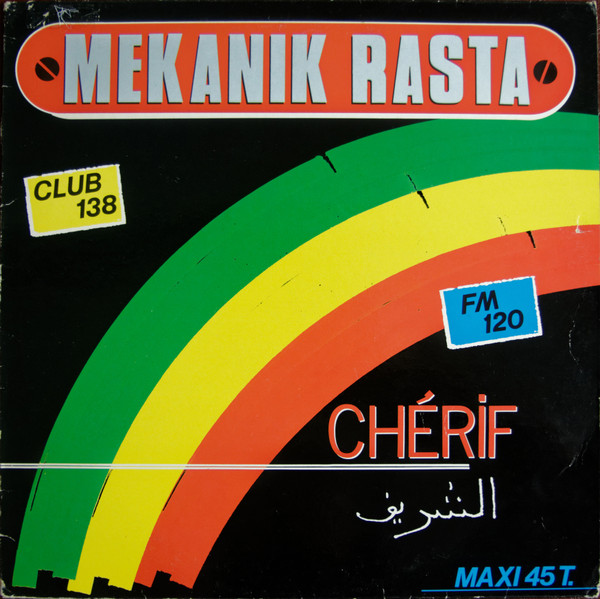 MEKANIK RASTA
CLUB
138
FM
120
CHÉRiF
الشريف
MAXI 45 T.